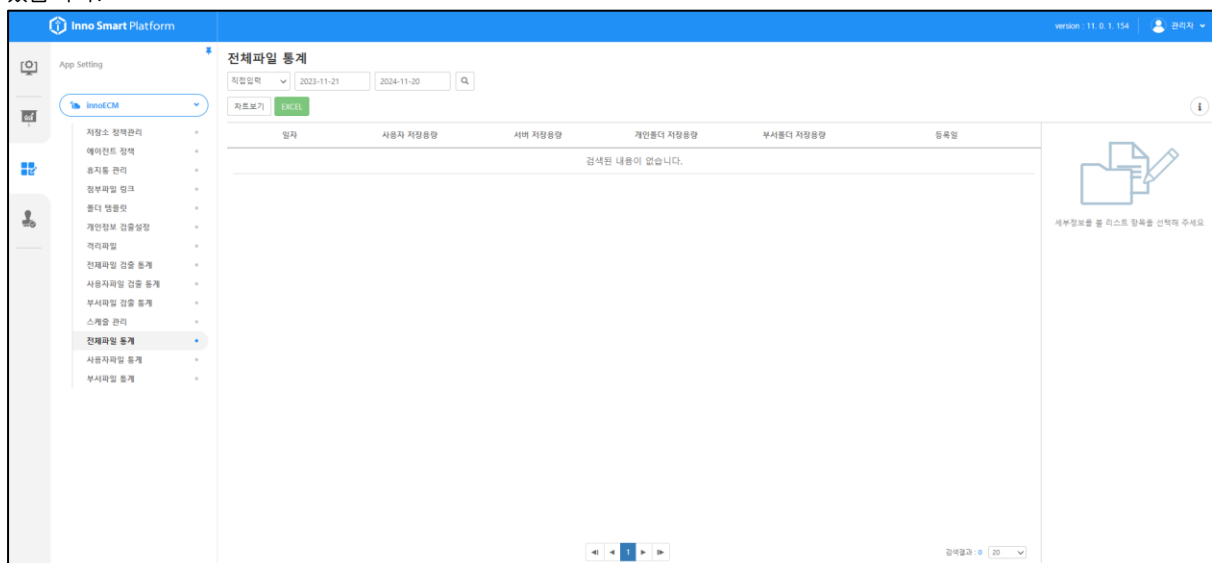 Inno Smart Platform
version : 11. 0. 1. 154
관리자
App Setting
innoECM
저장소 정책관리
에이전트 정책
휴지통 관리
첨부파일 링크
폴더 템플릿
개인정보 검출설정
격리파일
전체파일 검출 통계
사용자파일 검출 통계
부서파일 검출 통계
스케줄 관리
전체파일 통계
사용자파일 통계
부서파일 통계
전체파일 통계
직접입력 2023-11-21 2024-11-20
차트보기 EXCEL
i
일자 사용자 저장용량 서버 저장용량 개인폴더 저장용량 부서폴더 저장용량 등록일
검색된 내용이 없습니다.
세부정보를 볼 리스트 항목을 선택해 주세요
1
검색결과 : 0 20